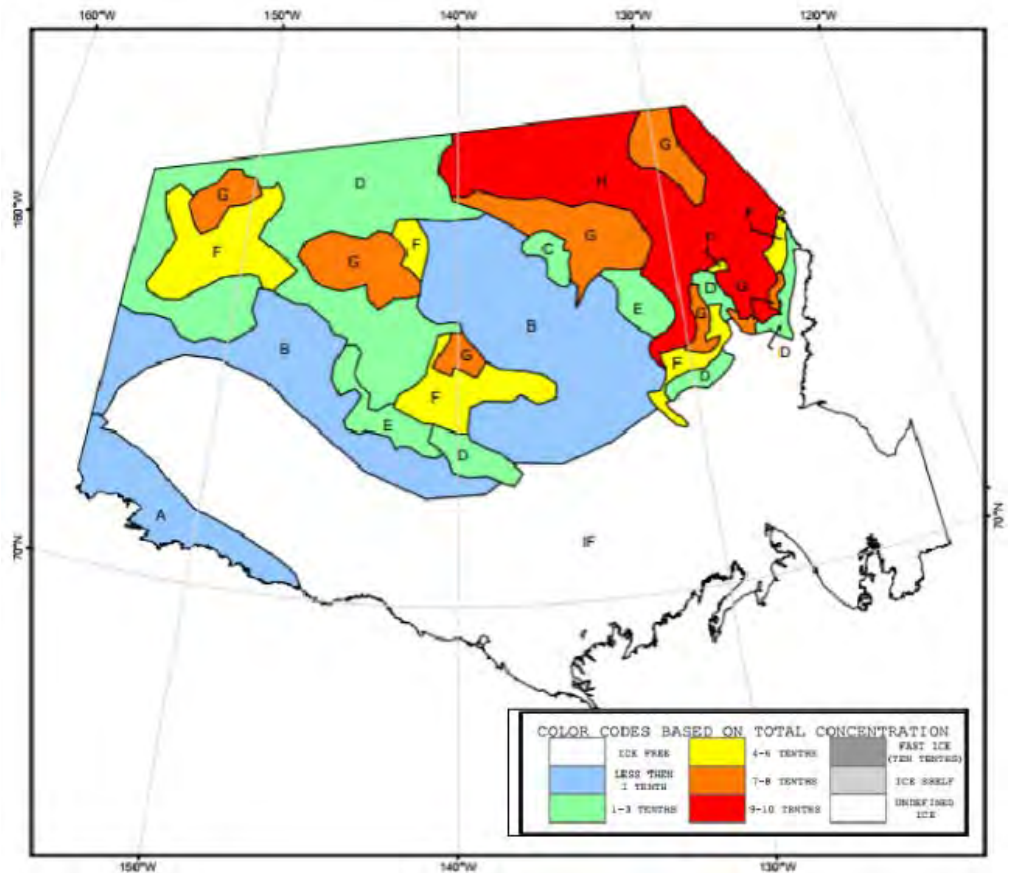 160°W 150°W 140°W 130°W 120°W
G
D
H
G
F
G
C
G
F
F
G
D
B
E
G
B
G
F
D
D
F
E
D
A
IF
70°N
70°N
COLOR CODES BASED ON TOTAL CONCENTRATION
ICE FREE
LESS THEN
1 TENTH
1-3 TENTHS
4-6 TENTHS
7-8 TENTHS
9-10 TENTHS
FAST ICE
(TEN TENTHS)
ICE SHELF
UNDEFINED
ICE
150°W 140°W 130°W